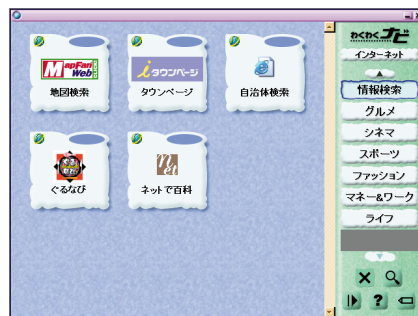 MapFan
Web
地図検索
iタウンページ
タウンページ
自治体検索
ぐるなび
net
ネットで百科
わくわくナビ
インターネット
情報検索
グルメ
シネマ
スポーツ
ファッション
マネー&ワーク
ライフ
?